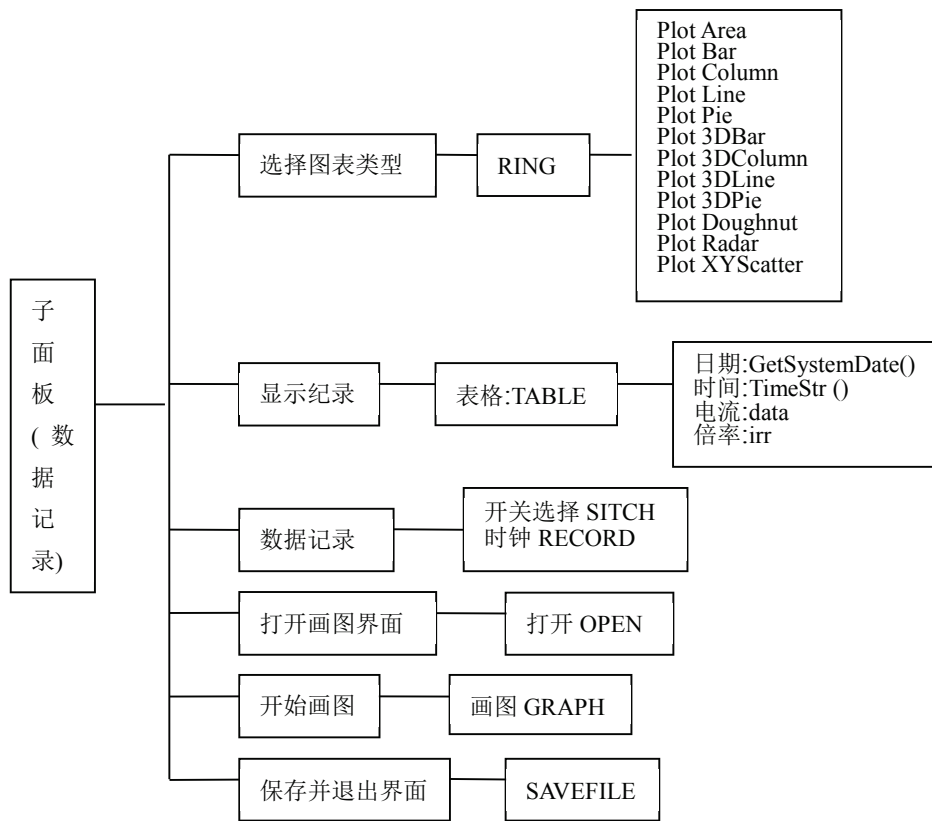 子
面
板
( 数
据
记
录)
选择图表类型
RING
Plot Area
Plot Bar
Plot Column
Plot Line
Plot Pie
Plot 3DBar
Plot 3DColumn
Plot 3DLine
Plot 3DPie
Plot Doughnut
Plot Radar
Plot XYScatter
显示纪录
表格:TABLE
日期:GetSystemDate()
时间:TimeStr ()
电流:data
倍率:irr
数据记录
开关选择 SITCH
时钟 RECORD
打开画图界面
打开 OPEN
开始画图
画图 GRAPH
保存并退出界面
SAVEFILE